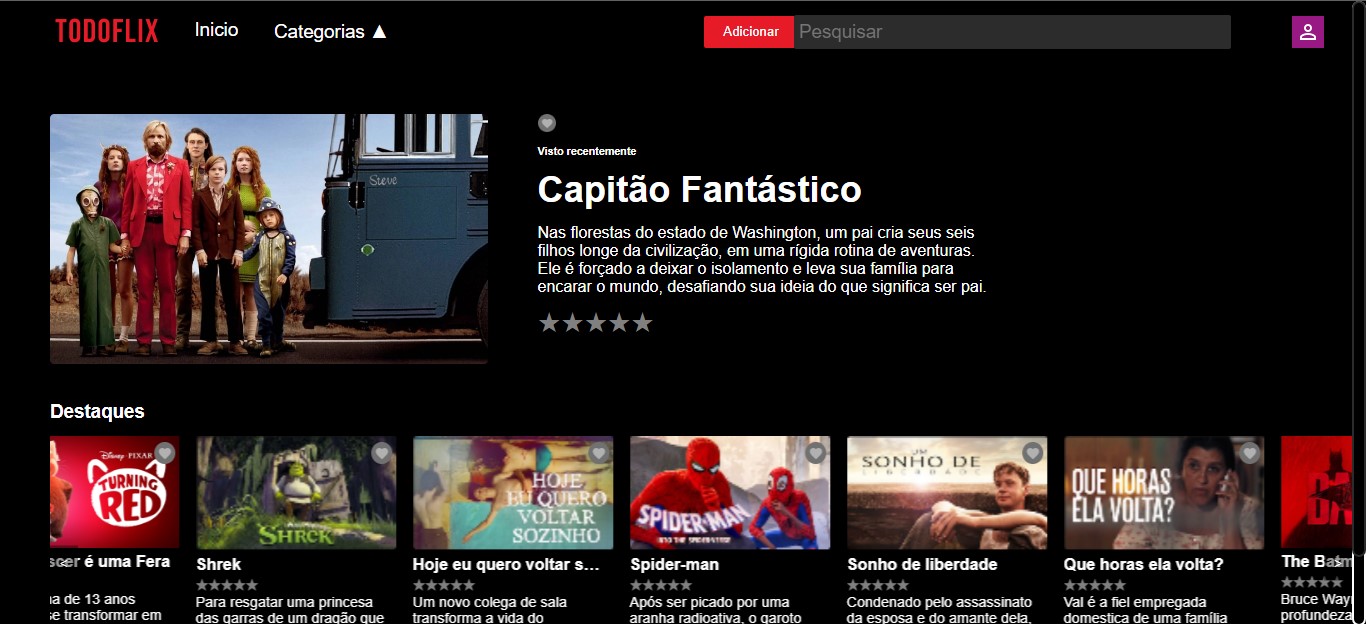 TODOFLIX
Inicio
Categorias ▲
Adicionar
Pesquisar
Steve
Visto recentemente
Capitão Fantástico
Nas florestas do estado de Washington, um pai cria seus seis
filhos longe da civilização, em uma rígida rotina de aventuras.
Ele é forçado a deixar o isolamento e leva sua família para
encarar o mundo, desafiando sua ideia do que significa ser pai.
★★★★★
Destaques
Disney · PIXAR
TURNING
RED
SHREK
HOJE
EU QUERO
VOLTAR
SOZINHO
SPIDER-MAN
INTO THE SPIDER-VERSE
UM
SONHO DE
LIBERDADE
QUE HORAS
ELA VOLTA?
scer é uma Fera
na de 13 anos
se transformar em
Shrek
★★★★★
Para resgatar uma princesa
das garras de um dragão que
Hoje eu quero voltar s...
★★★★★
Um novo colega de sala
transforma a vida do
Spider-man
★★★★★
Após ser picado por uma
aranha radioativa, o garoto
Sonho de liberdade
★★★★★
Condenado pelo assassinato
da esposa e do amante dela,
Que horas ela volta?
★★★★★
Val é a fiel empregada
domestica de uma família
The Batm
★★★★★
Bruce Way
profundeza